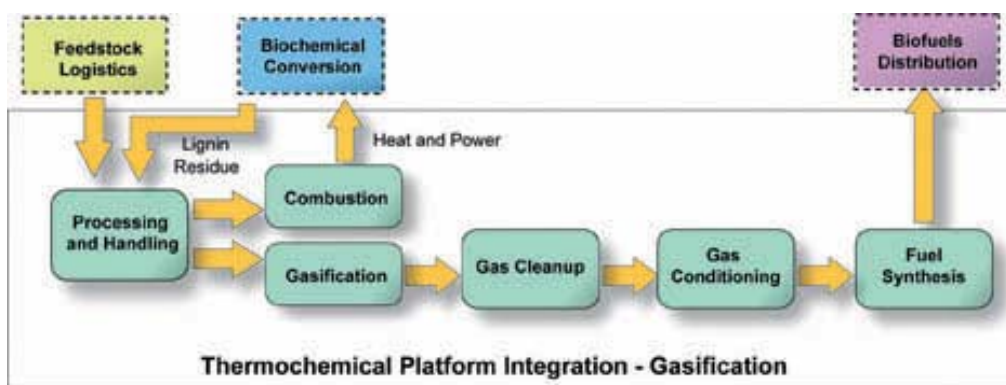 Feedstock
Logistics
Biochemical
Conversion
Biofuels
Distribution
Lignin
Residue
Heat and Power
Processing
and Handling
Combustion
Gasification
Gas Cleanup
Gas
Conditioning
Fuel
Synthesis
Thermochemical Platform Integration - Gasification